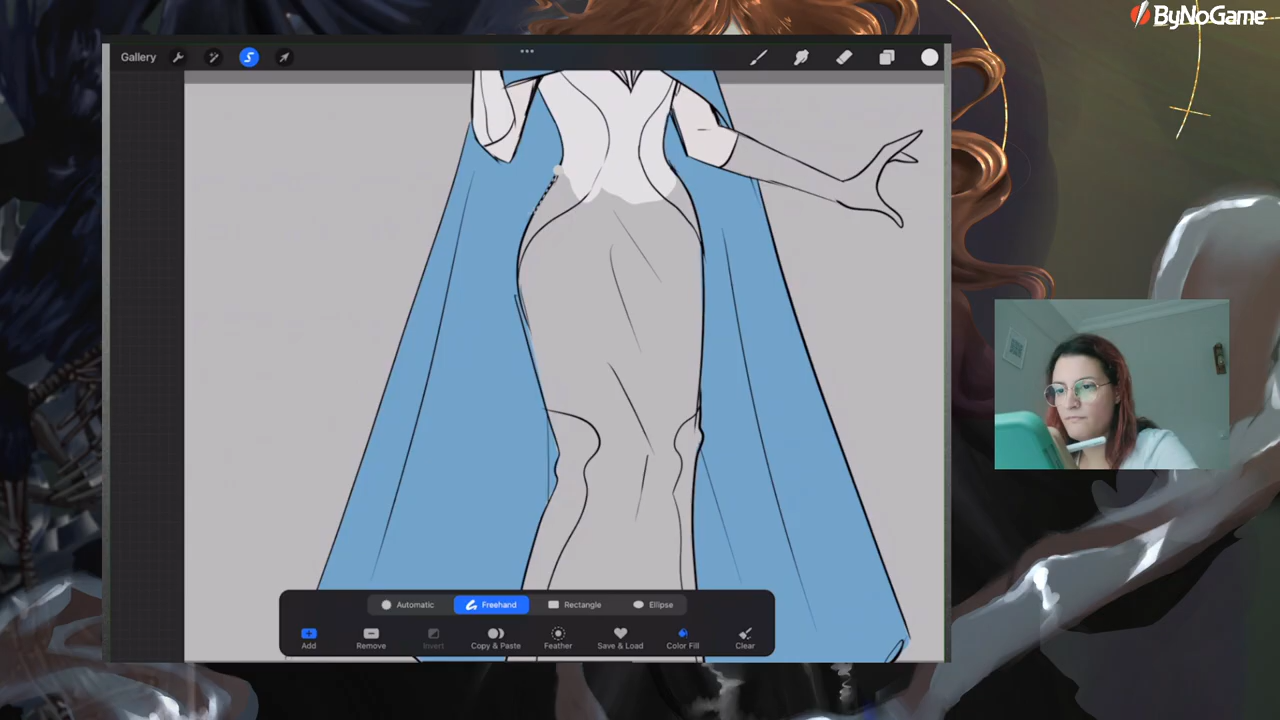 ByNoGame
Gallery
Automatic
Freehand
Rectangle
Ellipse
Add
Remove
Invert
Copy & Paste
Feather
Save & Load
Color Fill
Clear